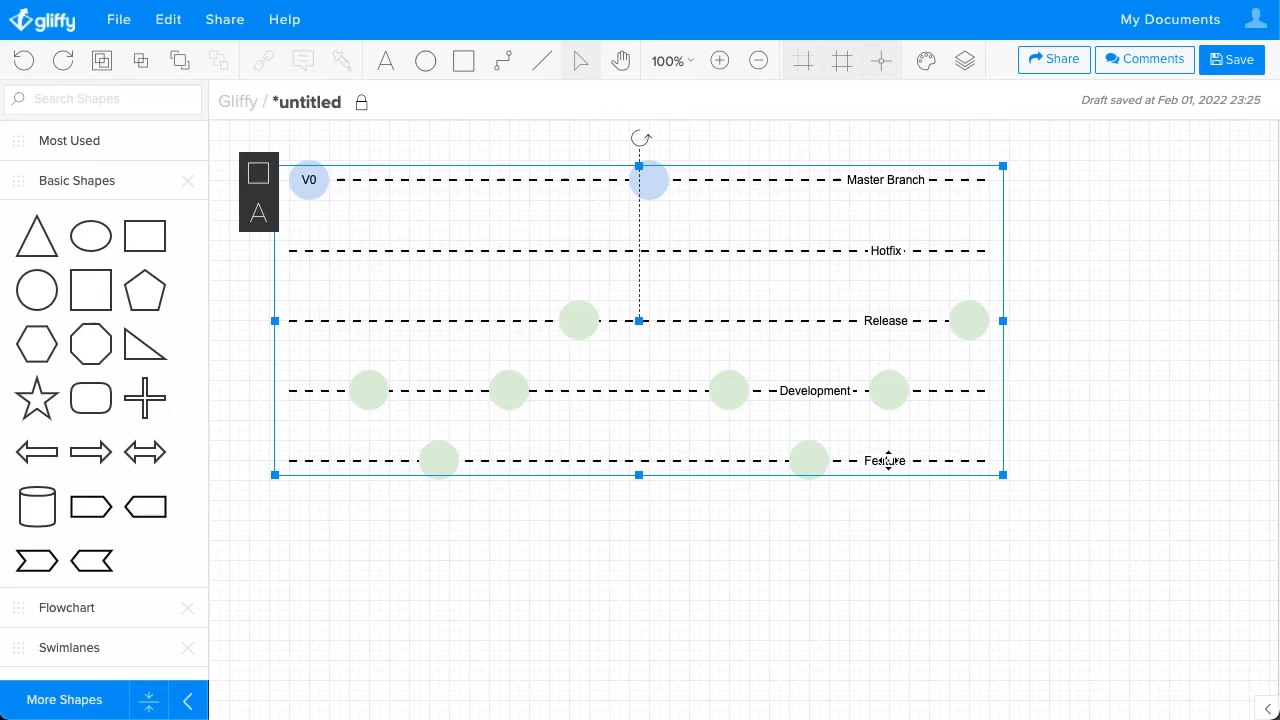 gliffy File Edit Share Help My Documents
100% Share Comments Save
Search Shapes
Gliffy / *untitled
Draft saved at Feb 01, 2022 23:25
Most Used
Basic Shapes
V0
Master Branch
Hotfix
Release
Development
Feature
Flowchart
Swimlanes
More Shapes